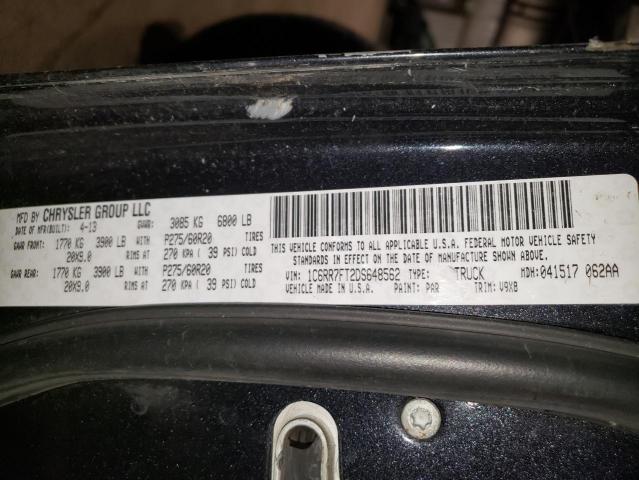 MFD BY CHRYSLER GROUP LLC
DATE OF MFR(BUILT): 4-13 GVWR: 3085 KG 6800 LB
GAWR FRONT: 1770 KG 3900 LB WITH P275/60R20 TIRES
20X9.0 RIMS AT 270 KPA ( 39 PSI) COLD
GAWR REAR: 1770 KG 3900 LB WITH P275/60R20 TIRES
20X9.0 RIMS AT 270 KPA ( 39 PSI) COLD
THIS VEHICLE CONFORMS TO ALL APPLICABLE U.S.A. FEDERAL MOTOR VEHICLE SAFETY
STANDARDS IN EFFECT ON THE DATE OF MANUFACTURE SHOWN ABOVE.
VIN: 1C6RR7FT2DS648562 TYPE: TRUCK MDH: 041517 062AA
VEHICLE MADE IN U.S.A. PAINT: PAR TRIM: V9X8